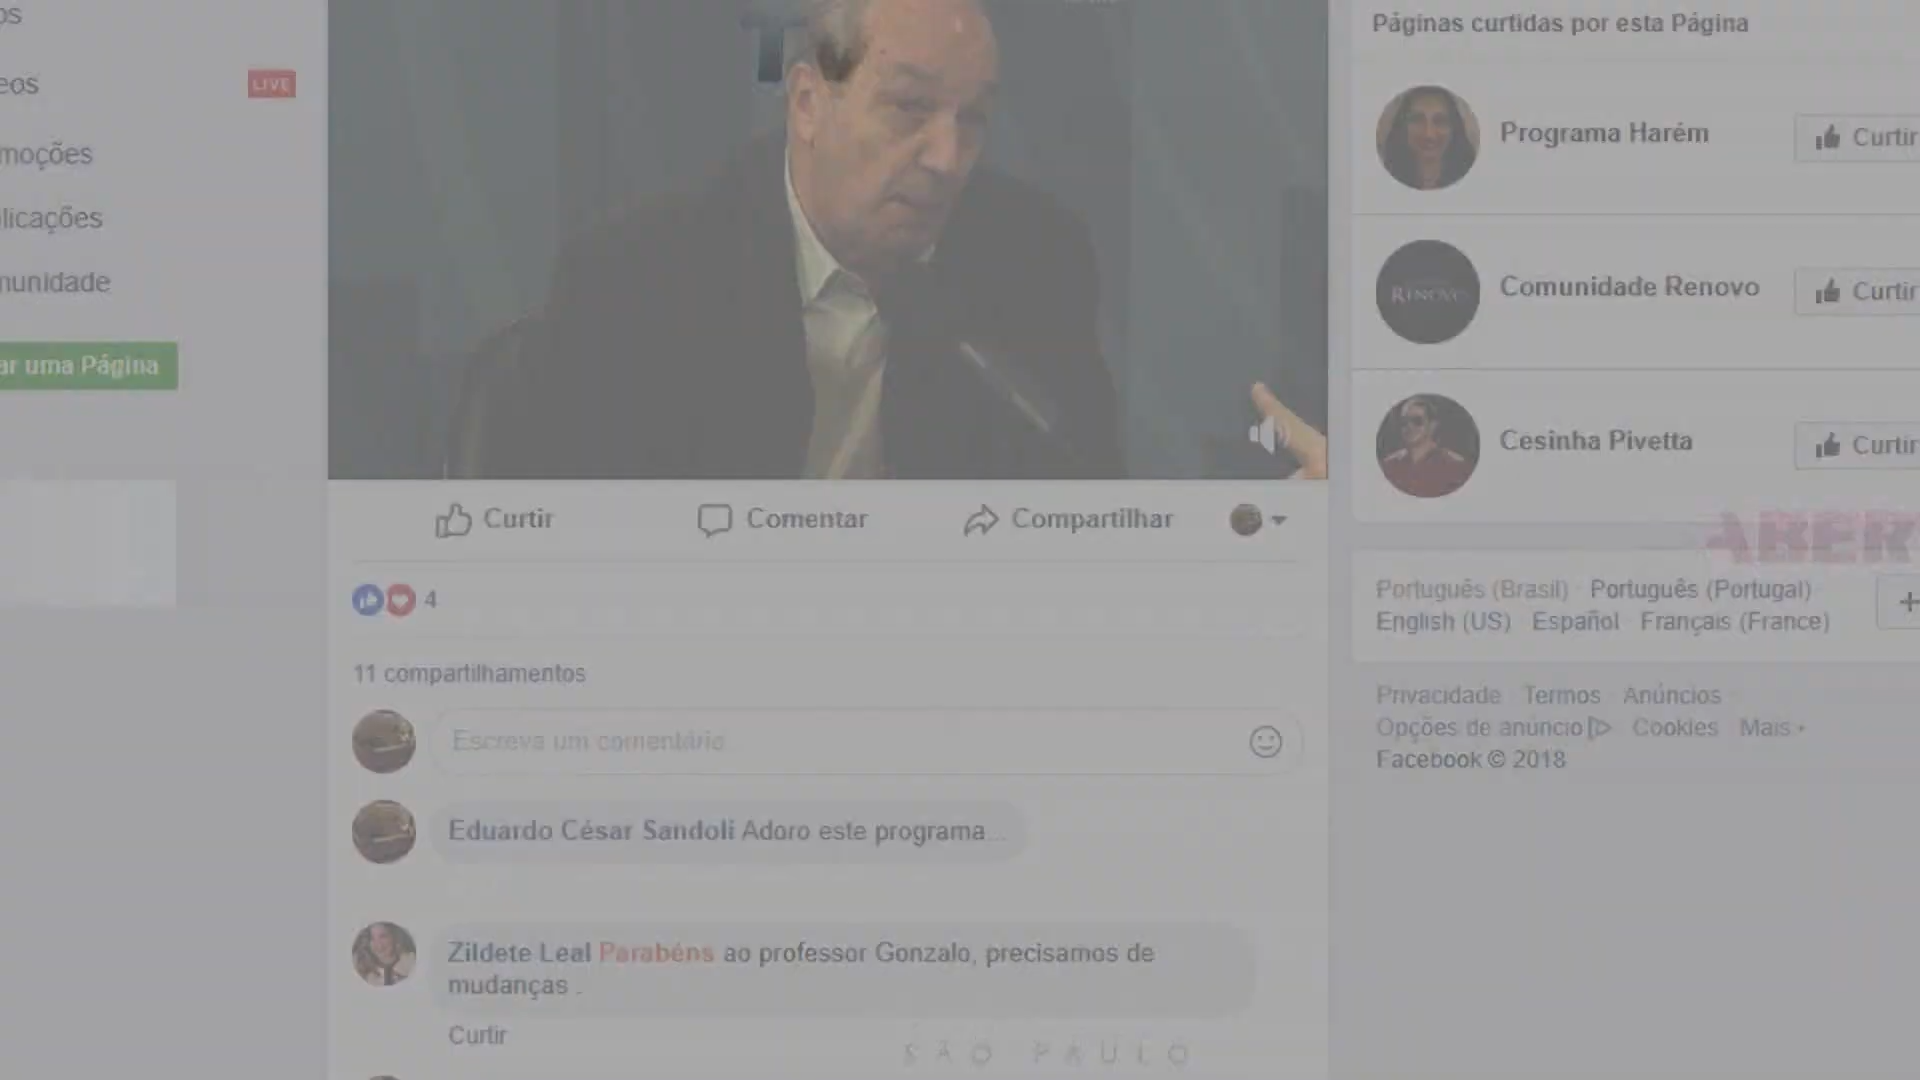 os
eos
LIVE
moções
licações
munidade
ar uma Página
Curtir
Comentar
Compartilhar
4
11 compartilhamentos
Escreva um comentário
Eduardo César Sandoli Adoro este programa...
Zildete Leal Parabéns ao professor Gonzalo, precisamos de
mudanças .
Curtir
SÃO PAULO
Páginas curtidas por esta Página
Programa Harém
Curtir
RENOVO
Comunidade Renovo
Curtir
Cesinha Pivetta
Curtir
ABER
Português (Brasil) · Português (Portugal) ·
English (US) · Español · Français (France)
+
Privacidade · Termos · Anúncios ·
Opções de anúncio · Cookies · Mais
Facebook © 2018